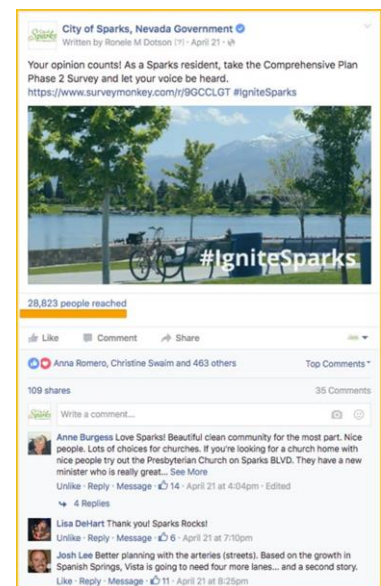 City of Sparks, Nevada Government
Written by Ronele M Dotson [?] · April 21 ·
Your opinion counts! As a Sparks resident, take the Comprehensive Plan
Phase 2 Survey and let your voice be heard.
https://www.surveymonkey.com/r/9GCCLGT #IgniteSparks
#IgniteSparks
28,823 people reached
Like Comment Share
Anna Romero, Christine Swaim and 463 others Top Comments
109 shares 35 Comments
Write a comment...
Anne Burgess Love Sparks! Beautiful clean community for the most part. Nice
people. Lots of choices for churches. If you're looking for a church home with
nice people try out the Presbyterian Church on Sparks BLVD. They have a new
minister who is really great... See More
Unlike · Reply · Message · 14 · April 21 at 4:04pm · Edited
4 Replies
Lisa DeHart Thank you! Sparks Rocks!
Unlike · Reply · Message · 6 · April 21 at 7:10pm
Josh Lee Better planning with the arteries (streets). Based on the growth in
Spanish Springs, Vista is going to need four more lanes... and a second story.
Like · Reply · Message · 11 · April 21 at 8:25pm